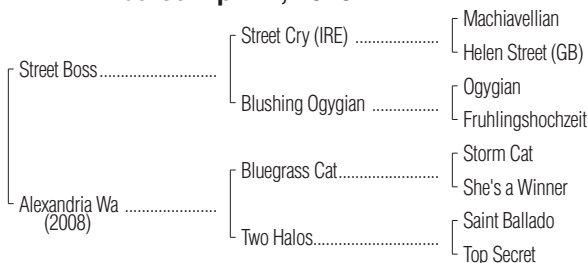 Machiavellian
Street Cry (IRE) ..................
Helen Street (GB)
Street Boss.......................
Ogygian
Blushing Ogygian ................
Fruhlingshochzeit
Storm Cat
Bluegrass Cat........................
She's a Winner
Alexandria Wa .......................
(2008)
Saint Ballado
Two Halos..............................
Top Secret